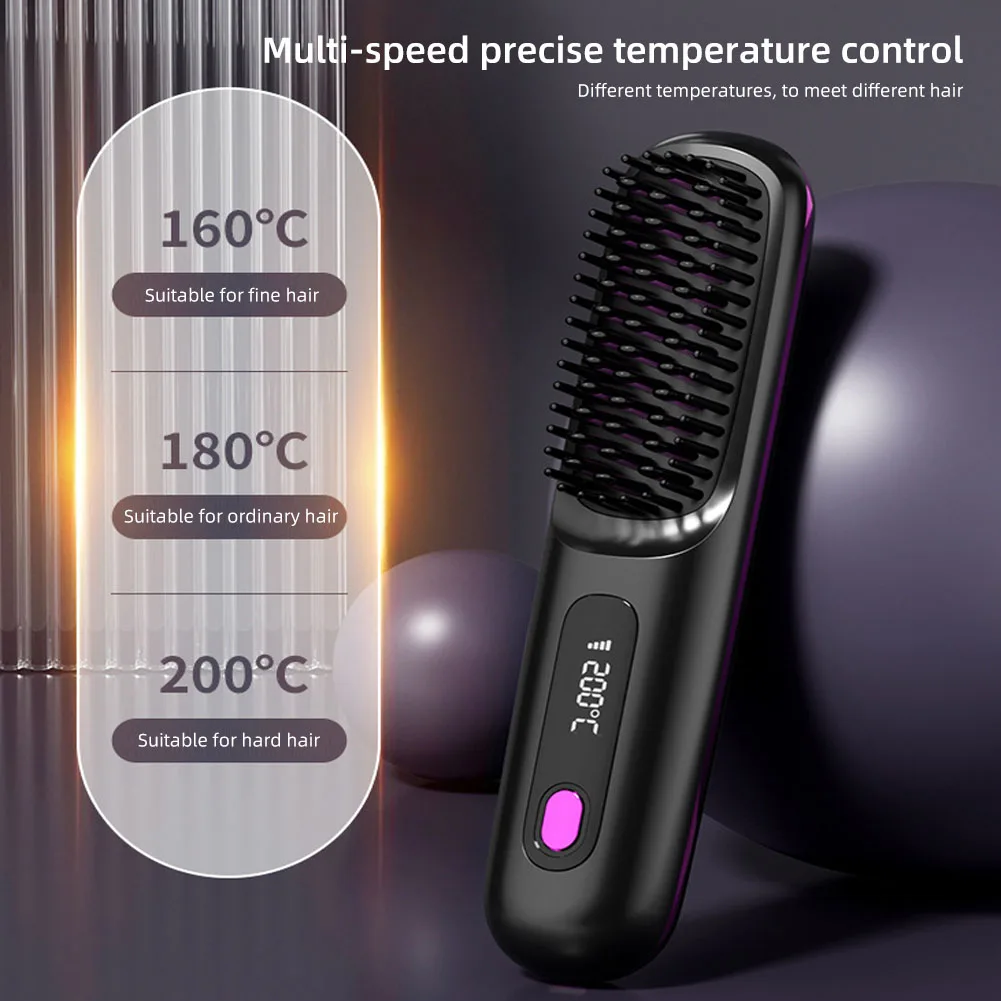 Multi-speed precise temperature control
Different temperatures, to meet different hair
160°C
Suitable for fine hair
180°C
Suitable for ordinary hair
200°C
Suitable for hard hair
200°C